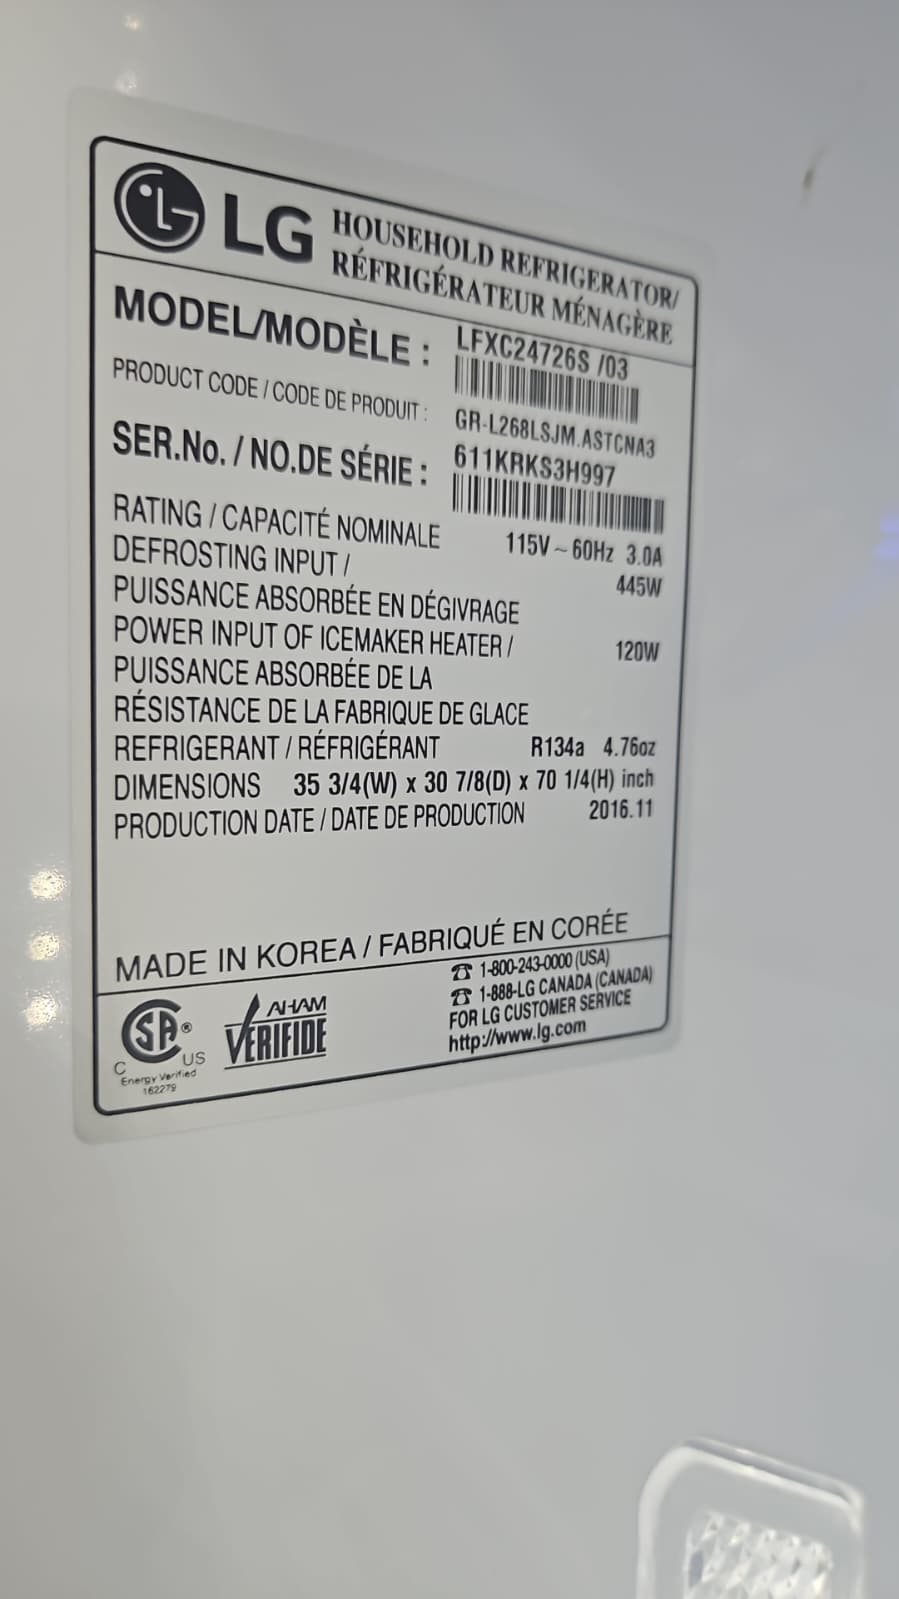 LG HOUSEHOLD REFRIGERATOR/
RÉFRIGÉRATEUR MÉNAGÈRE
MODEL/MODÈLE : LFXC24726S /03
PRODUCT CODE / CODE DE PRODUIT : GR-L268LSJM.ASTCNA3
SER.No. / NO.DE SÉRIE : 611KRKS3H997
RATING / CAPACITÉ NOMINALE 115V ~ 60Hz 3.0A
DEFROSTING INPUT / 445W
PUISSANCE ABSORBÉE EN DÉGIVRAGE
POWER INPUT OF ICEMAKER HEATER / 120W
PUISSANCE ABSORBÉE DE LA
RÉSISTANCE DE LA FABRIQUE DE GLACE
REFRIGERANT / RÉFRIGÉRANT R134a 4.76oz
DIMENSIONS 35 3/4(W) x 30 7/8(D) x 70 1/4(H) inch
PRODUCTION DATE / DATE DE PRODUCTION 2016.11
MADE IN KOREA / FABRIQUÉ EN CORÉE
SA®
C US
Energy Verified
162279
AHAM
VERIFIDE
☎ 1-800-243-0000 (USA)
☎ 1-888-LG CANADA (CANADA)
FOR LG CUSTOMER SERVICE
http://www.lg.com